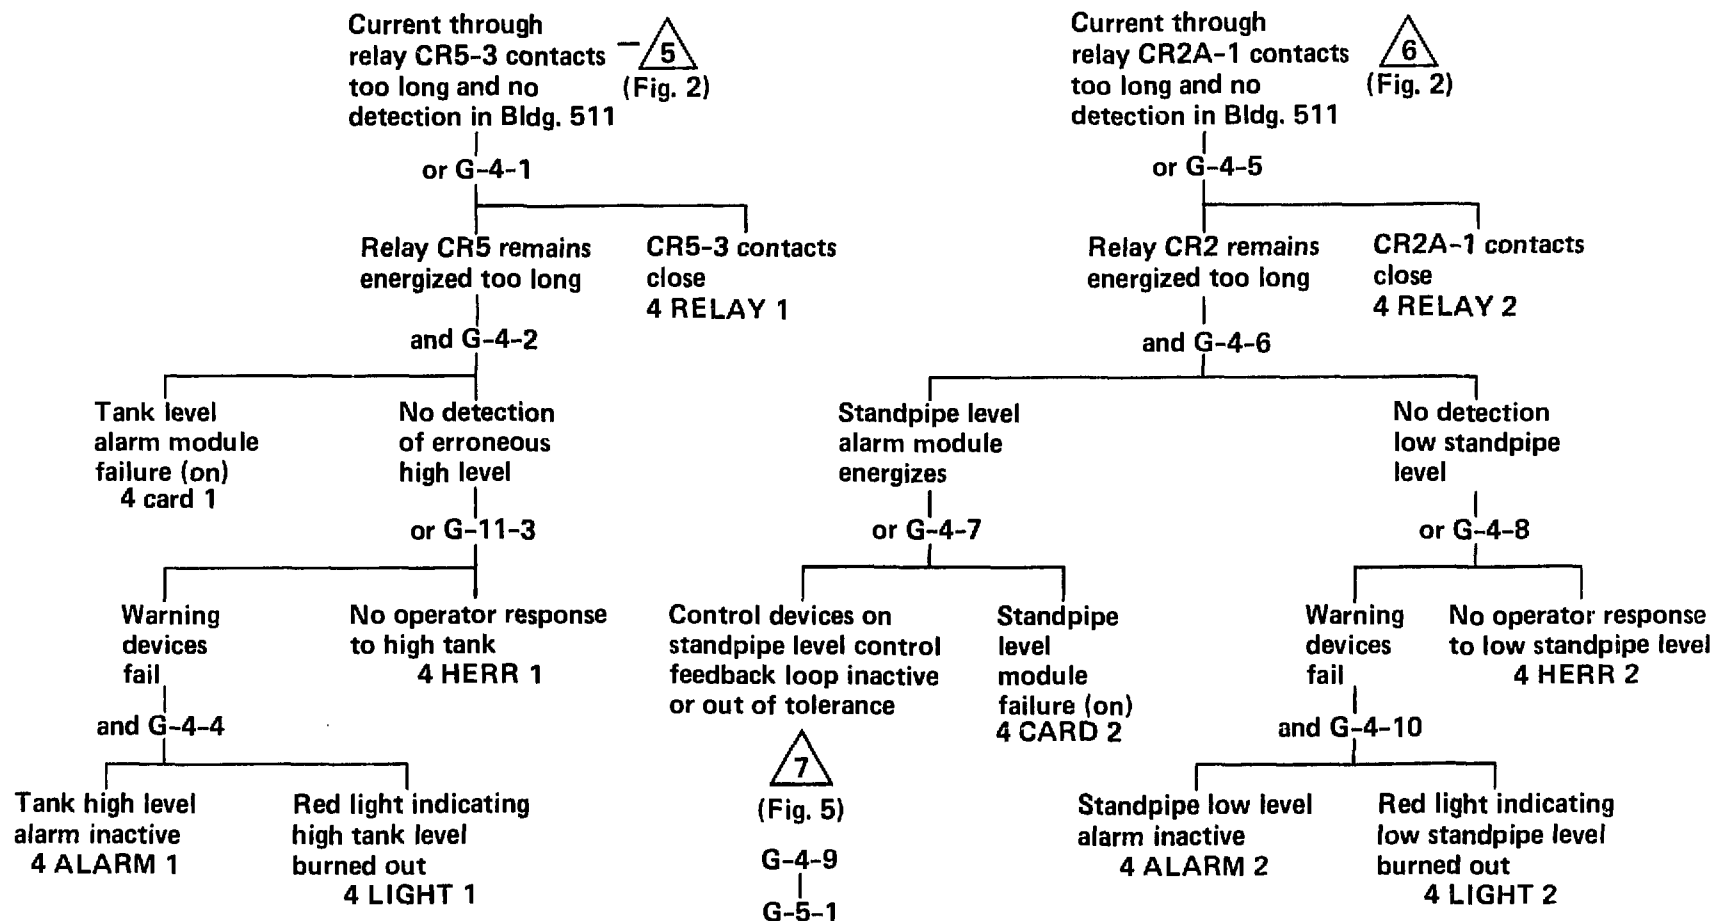 Current through
relay CR5-3 contacts
too long and no
detection in Bldg. 511
5
(Fig. 2)
or G-4-1
Relay CR5 remains
energized too long
CR5-3 contacts
close
4 RELAY 1
and G-4-2
Tank level
alarm module
failure (on)
4 card 1
No detection
of erroneous
high level
or G-11-3
Warning
devices
fail
No operator response
to high tank
4 HERR 1
and G-4-4
Tank high level
alarm inactive
4 ALARM 1
Red light indicating
high tank level
burned out
4 LIGHT 1
Current through
relay CR2A-1 contacts
too long and no
detection in Bldg. 511
6
(Fig. 2)
or G-4-5
Relay CR2 remains
energized too long
CR2A-1 contacts
close
4 RELAY 2
and G-4-6
Standpipe level
alarm module
energizes
No detection
low standpipe
level
or G-4-7
Control devices on
standpipe level control
feedback loop inactive
or out of tolerance
7
(Fig. 5)
G-4-9
G-5-1
Standpipe
level
module
failure (on)
4 CARD 2
or G-4-8
Warning
devices
fail
No operator response
to low standpipe level
4 HERR 2
and G-4-10
Standpipe low level
alarm inactive
4 ALARM 2
Red light indicating
low standpipe level
burned out
4 LIGHT 2